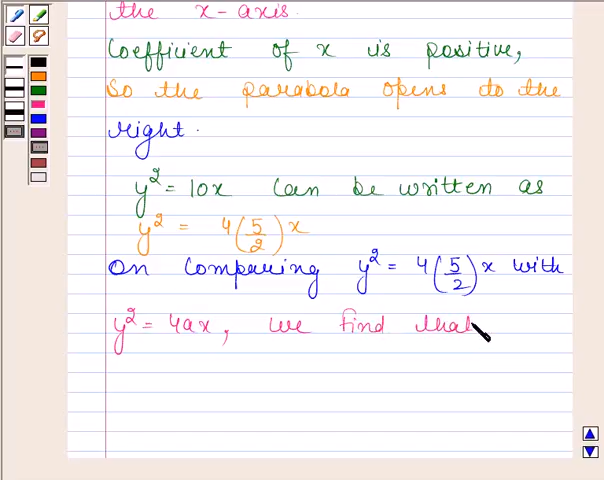 the x-axis.
Coefficient of x is positive,
So the parabola opens to the
right.
y² = 10x can be written as
y² = 4(5/2)x
On comparing y² = 4(5/2)x with
y² = 4ax, we find that